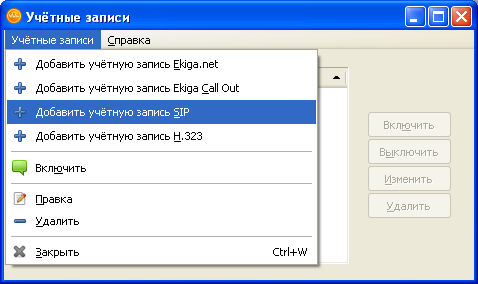 Учётные записи
Учётные записи Справка
Добавить учётную запись Ekiga.net
Добавить учётную запись Ekiga Call Out
Добавить учётную запись SIP
Добавить учётную запись H.323
Включить
Правка
Удалить
Закрыть Ctrl+W
Включить
Выключить
Изменить
Удалить